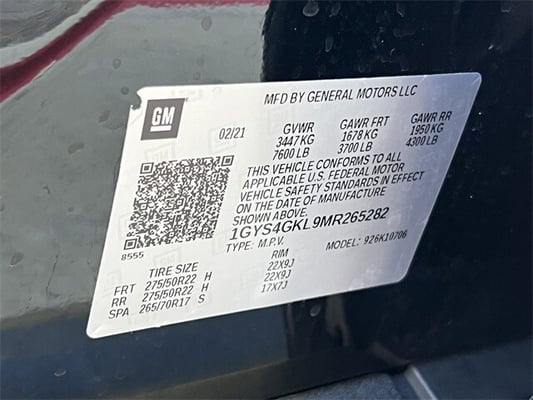 MFD BY GENERAL MOTORS LLC
GM
02/21 GVWR GAWR FRT GAWR RR
3447 KG 1678 KG 1950 KG
7600 LB 3700 LB 4300 LB
THIS VEHICLE CONFORMS TO ALL
APPLICABLE U.S. FEDERAL MOTOR
VEHICLE SAFETY STANDARDS IN EFFECT
ON THE DATE OF MANUFACTURE
SHOWN ABOVE.
1GYS4GKL9MR265282
8555
TYPE: M.P.V. MODEL: 926K10706
TIRE SIZE RIM
FRT 275/50R22 H 22X9J
RR 275/50R22 H 22X9J
SPA 265/70R17 S 17X7J